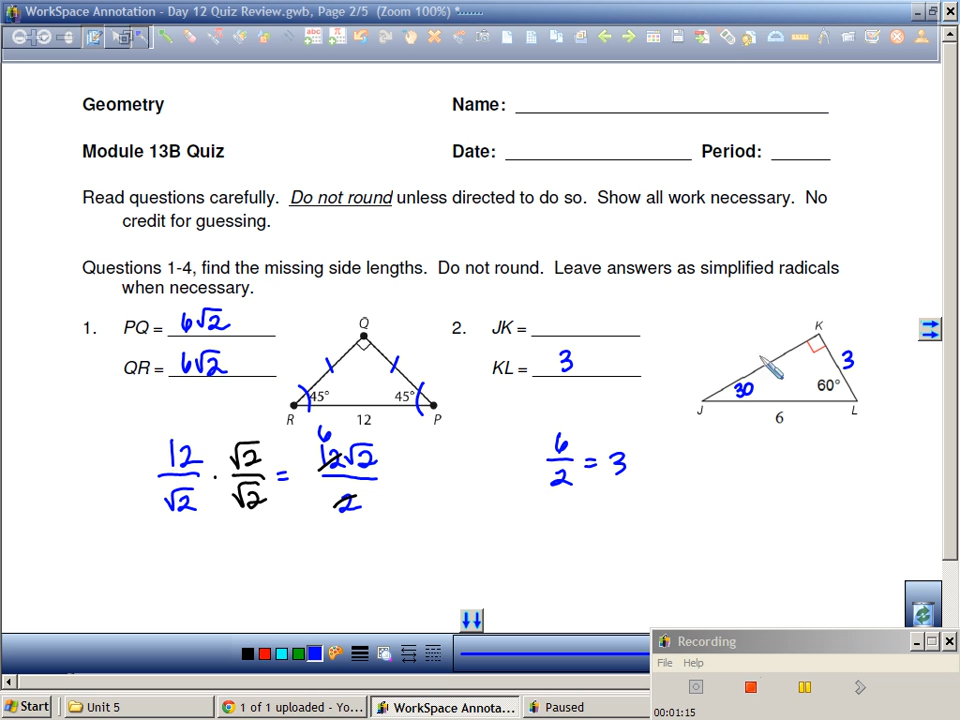 WorkSpace Annotation - Day 12 Quiz Review.gwb, Page 2/5 (Zoom 100%) *
Geometry
Name:
Module 13B Quiz
Date:
Period:
Read questions carefully. Do not round unless directed to do so. Show all work necessary. No
credit for guessing.
Questions 1-4, find the missing side lengths. Do not round. Leave answers as simplified radicals
when necessary.
1. PQ = 6√2
QR = 6√2
Q
45°
45°
R
12
P
12/√2 · √2/√2 = 12√2/2
6
2. JK =
KL = 3
K
3
30
60°
J
L
6
6/2 = 3
Recording
File Help
00:01:15
Start
Unit 5
1 of 1 uploaded - Yo...
WorkSpace Annota...
Paused